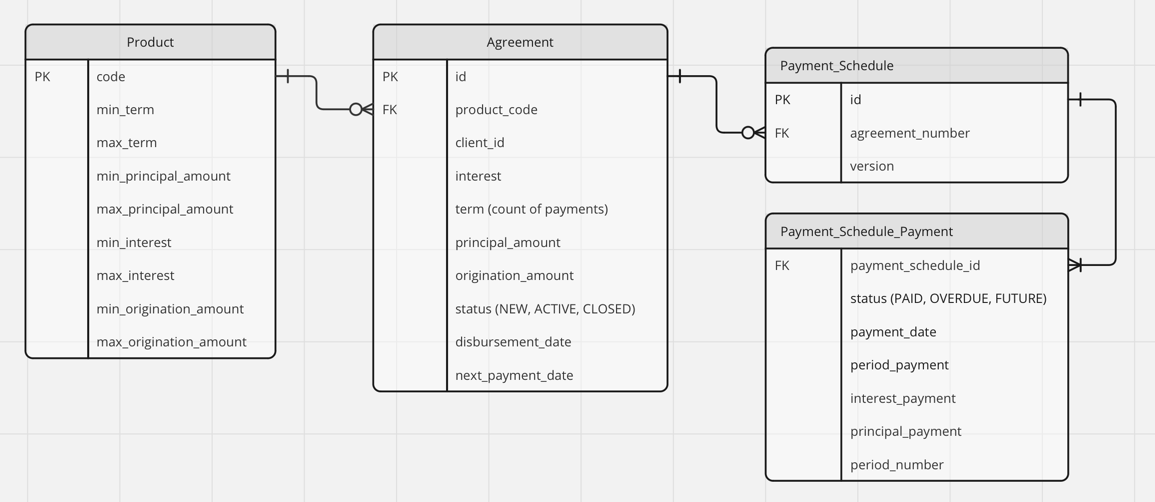 Product
PK code
min_term
max_term
min_principal_amount
max_principal_amount
min_interest
max_interest
min_origination_amount
max_origination_amount
Agreement
PK id
FK product_code
client_id
interest
term (count of payments)
principal_amount
origination_amount
status (NEW, ACTIVE, CLOSED)
disbursement_date
next_payment_date
Payment_Schedule
PK id
FK agreement_number
version
Payment_Schedule_Payment
FK payment_schedule_id
status (PAID, OVERDUE, FUTURE)
payment_date
period_payment
interest_payment
principal_payment
period_number